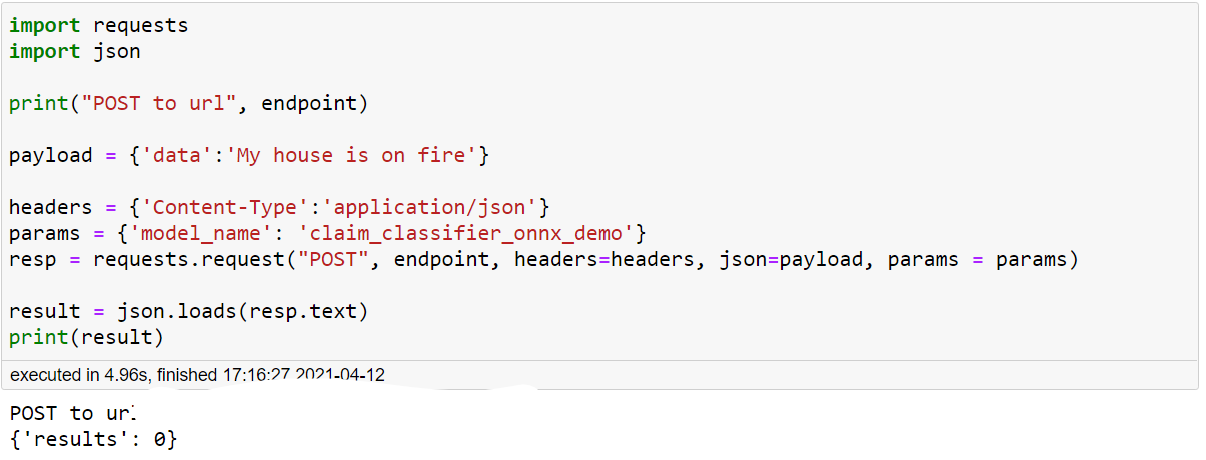 import requests
import json
print("POST to url", endpoint)
payload = {'data':'My house is on fire'}
headers = {'Content-Type':'application/json'}
params = {'model_name': 'claim_classifier_onnx_demo'}
resp = requests.request("POST", endpoint, headers=headers, json=payload, params = params)
result = json.loads(resp.text)
print(result)
executed in 4.96s, finished 17:16:27 2021-04-12
POST to url
{'results': 0}